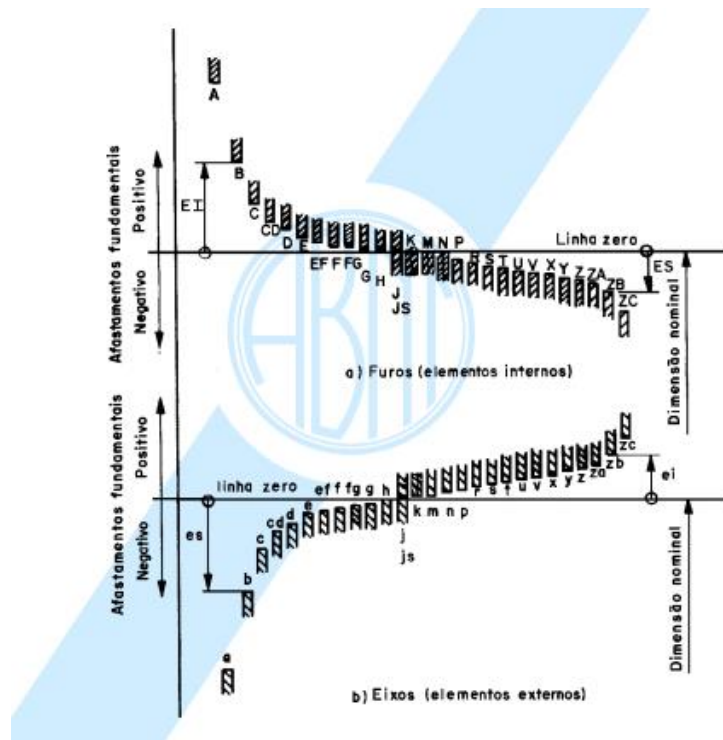 A
B
C
CD
D
E
EF
F
FG
G
H
J
JS
K
M
N
P
R
S
T
U
V
X
Y
Z
ZA
ZB
ZC
EI
ES
Linha zero
Afastamentos fundamentais
Positivo
Negativo
Dimensão nominal
a) Furos (elementos internos)
ABNT
Afastamentos fundamentais
Positivo
Negativo
linha zero
es
ei
a
b
c
cd
d
e
ef
f
fg
g
h
j
js
k
m
n
p
r
s
t
u
v
x
y
z
za
zb
zc
Dimensão nominal
b) Eixos (elementos externos)